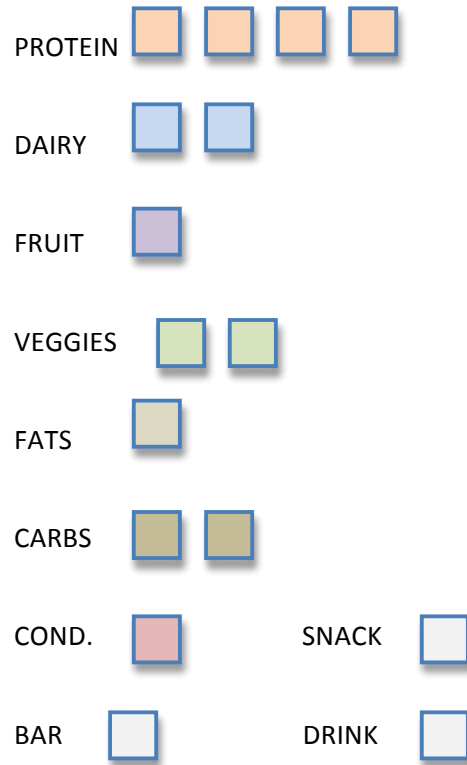 PROTEIN
DAIRY
FRUIT
VEGGIES
FATS
CARBS
COND. SNACK
BAR DRINK